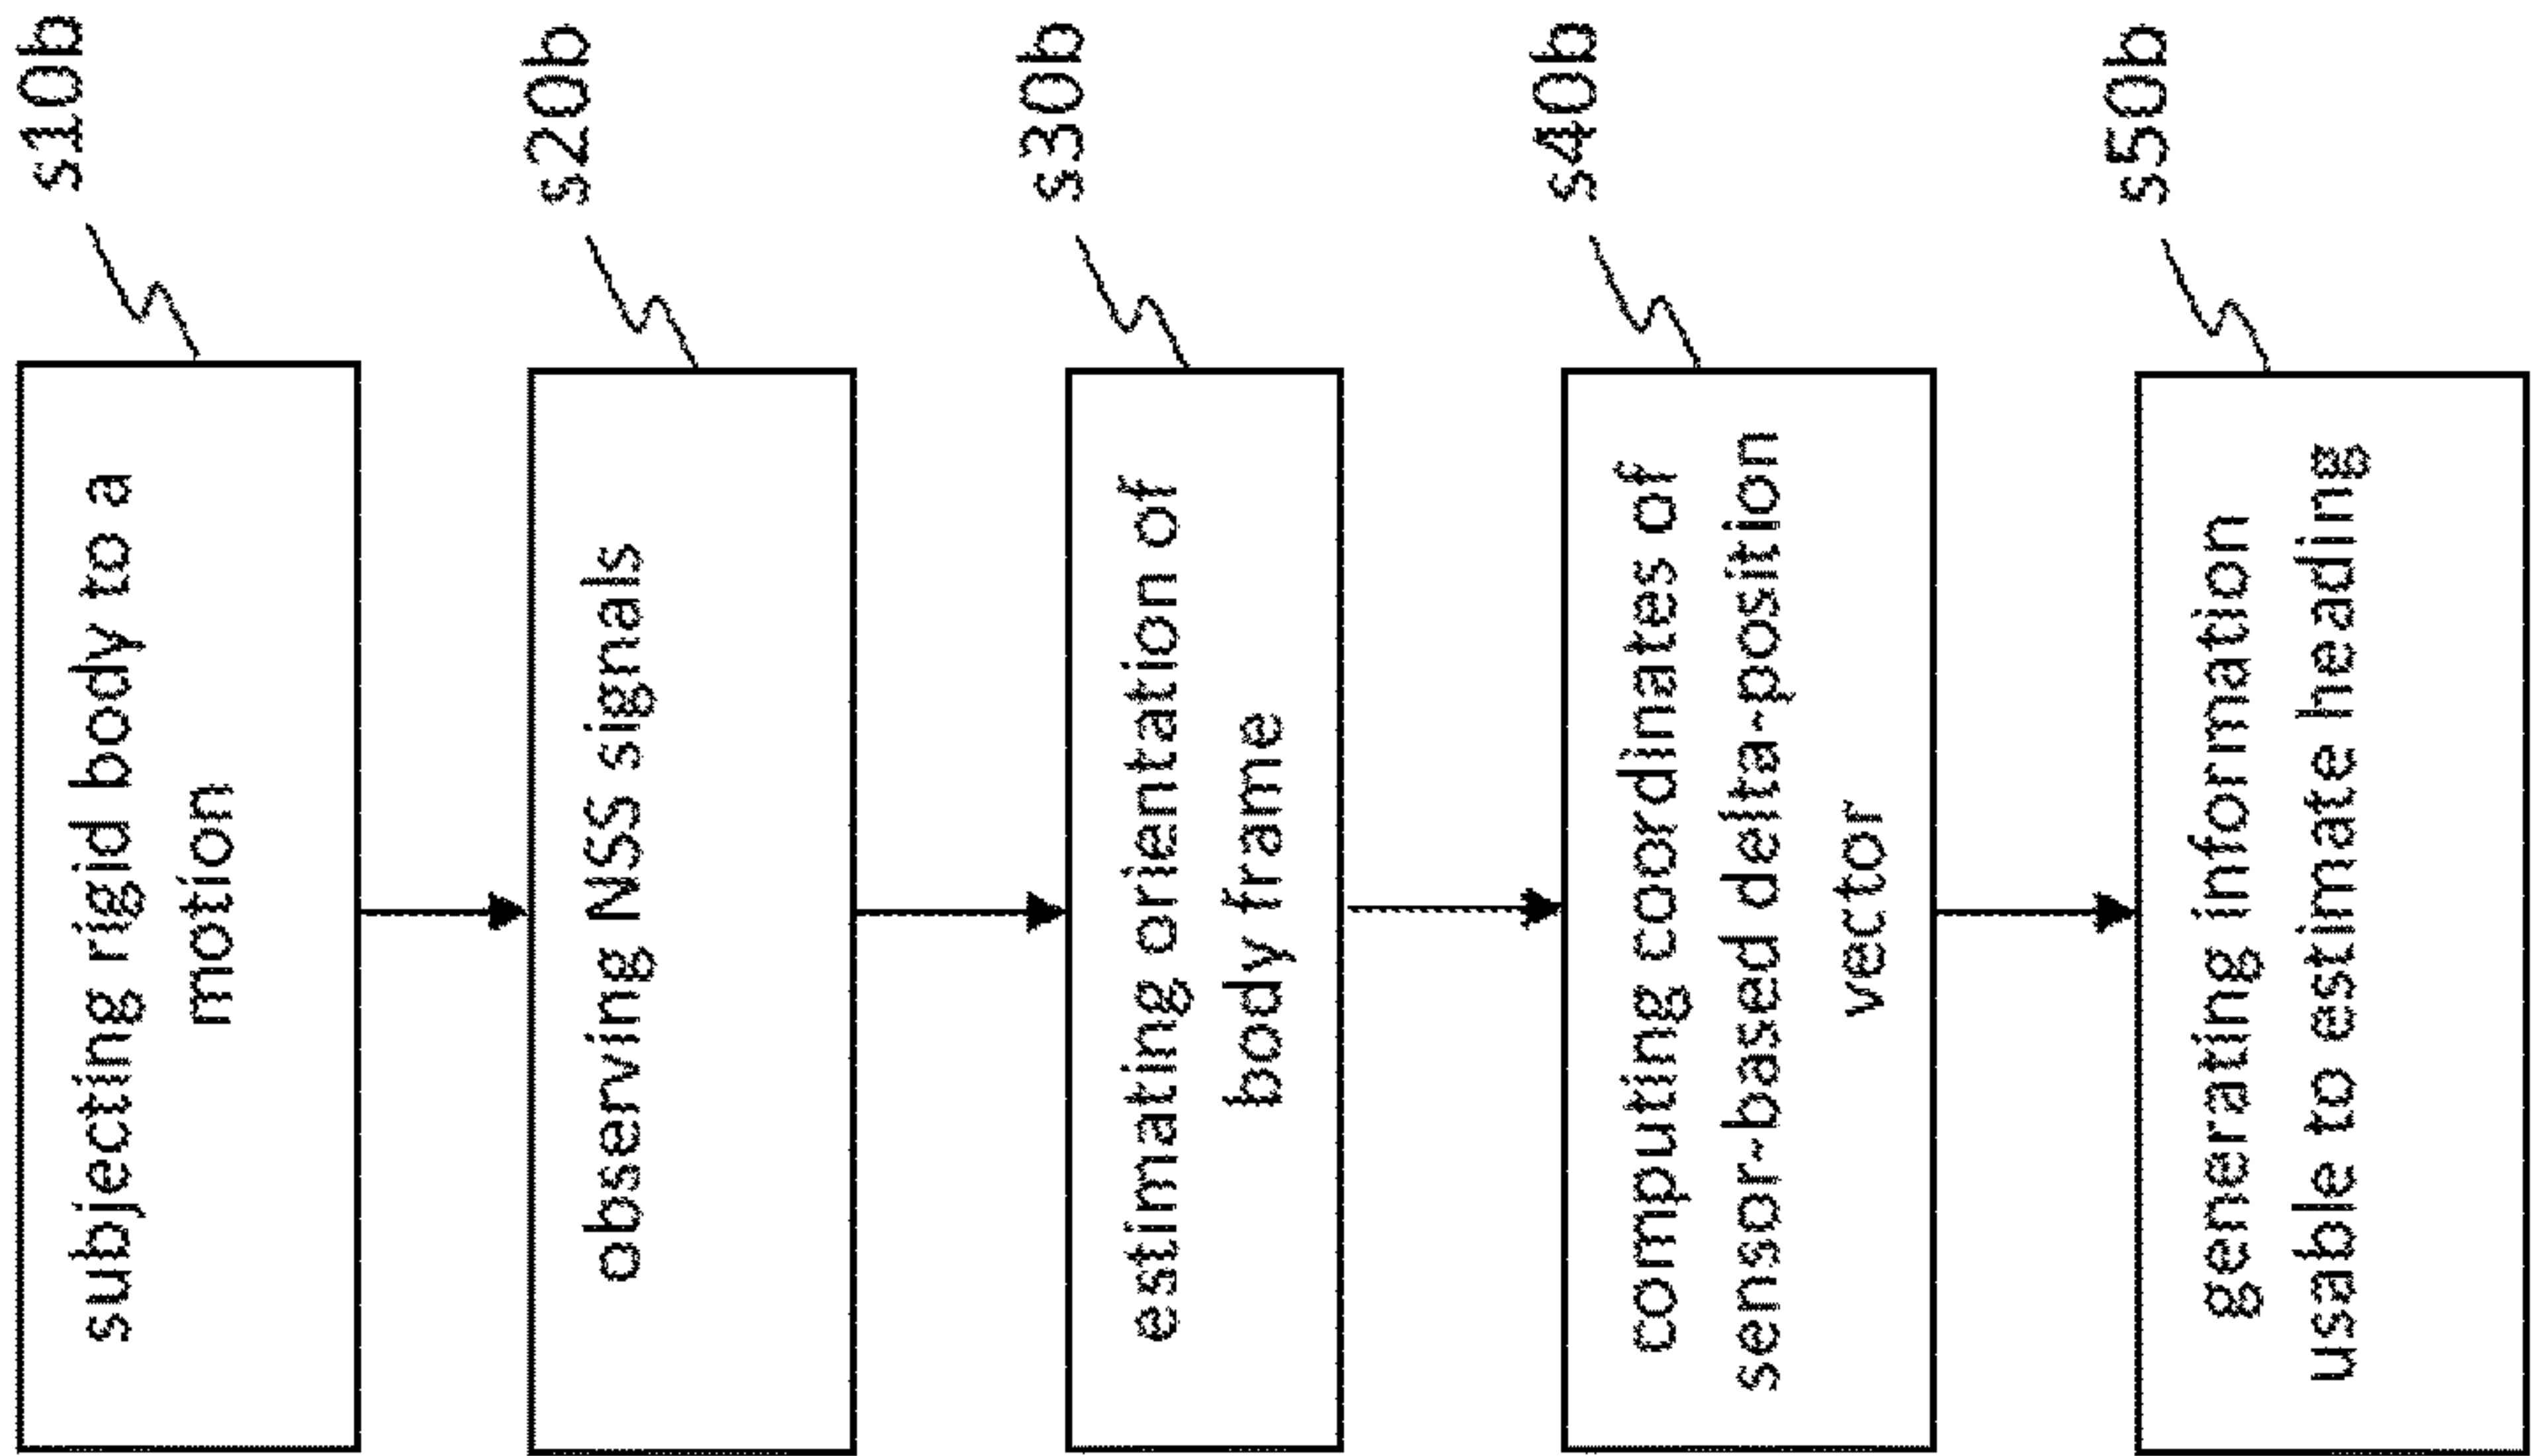 subjecting rigid body to a
motion
s10b
observing NSS signals
s20b
estimating orientation of
body frame
s30b
computing coordinates of
sensor-based delta-position
vector
s40b
generating information
usable to estimate heading
s50b